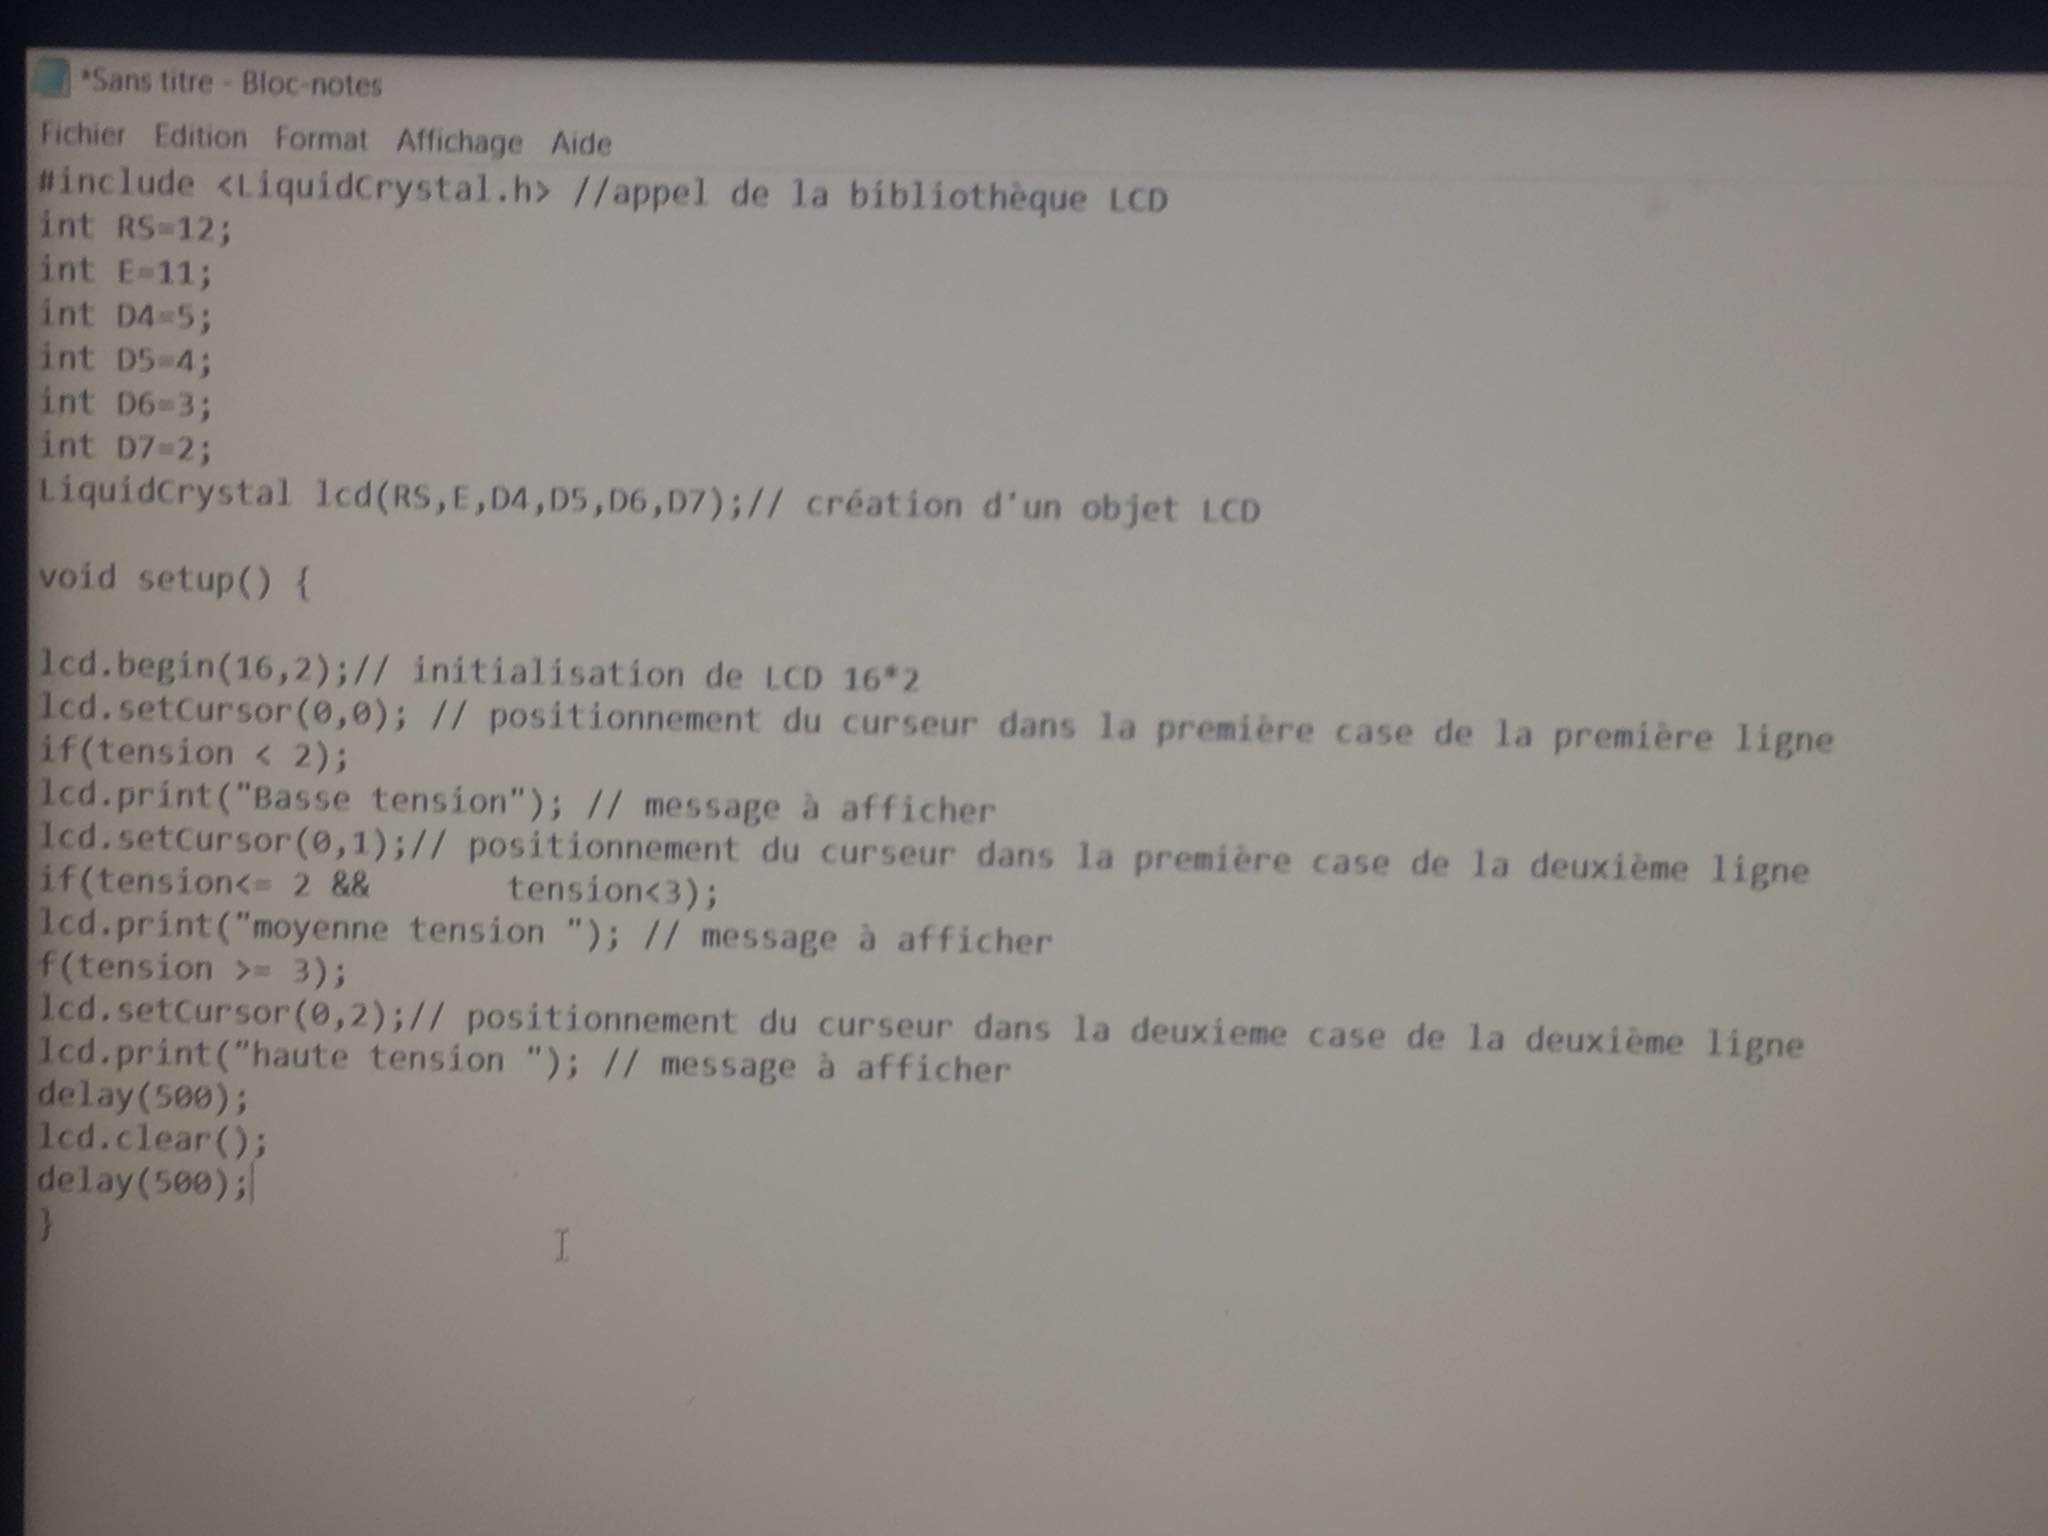 *Sans titre - Bloc-notes
Fichier Edition Format Affichage Aide
#include <LiquidCrystal.h> //appel de la bibliothèque LCD
int RS=12;
int E=11;
int D4=5;
int D5=4;
int D6=3;
int D7=2;
LiquidCrystal lcd(RS,E,D4,D5,D6,D7);// création d'un objet LCD
void setup() {
lcd.begin(16,2);// initialisation de LCD 16*2
lcd.setCursor(0,0); // positionnement du curseur dans la première case de la première ligne
if(tension < 2);
lcd.print("Basse tension"); // message à afficher
lcd.setCursor(0,1);// positionnement du curseur dans la première case de la deuxième ligne
if(tension<= 2 &&       tension<3);
lcd.print("moyenne tension "); // message à afficher
f(tension >= 3);
lcd.setCursor(0,2);// positionnement du curseur dans la deuxieme case de la deuxième ligne
lcd.print("haute tension "); // message à afficher
delay(500);
lcd.clear();
delay(500);
}